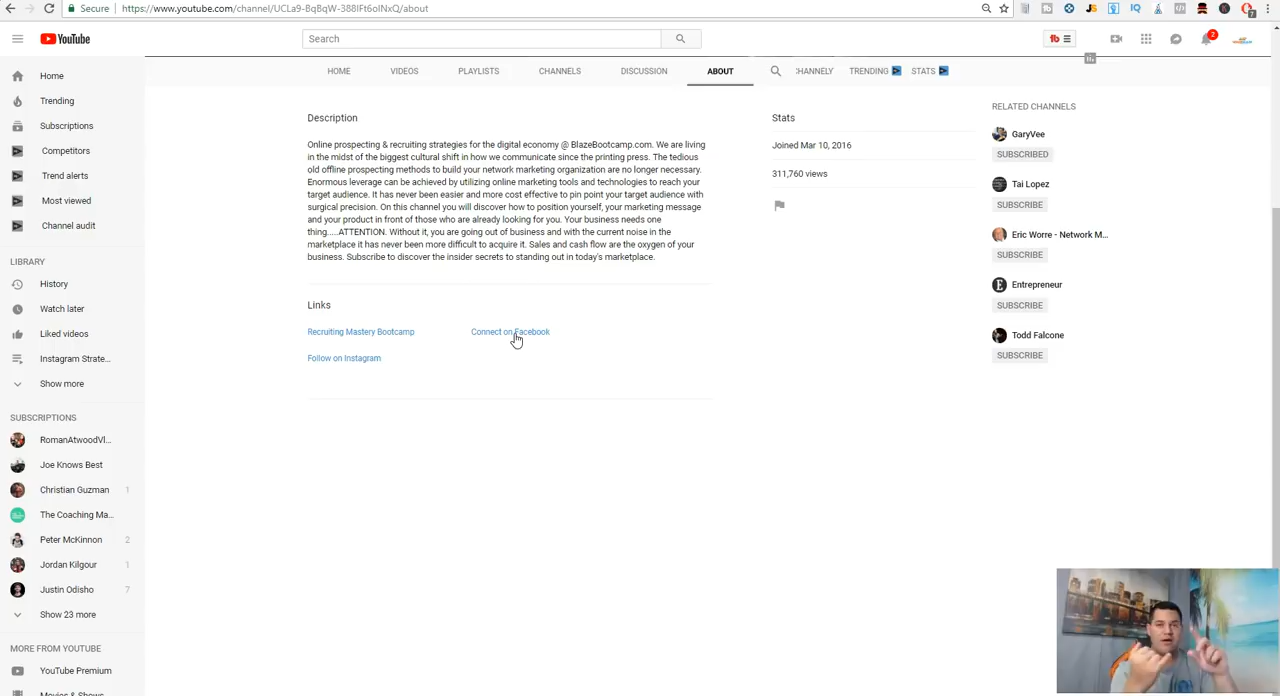 Secure
https://www.youtube.com/channel/UCLa9-BqBqW-388IFt6oINxQ/about
YouTube
Search
2
7
HOME
VIDEOS
PLAYLISTS
CHANNELS
DISCUSSION
ABOUT
CHANNELY
TRENDING
STATS
Home
Trending
Subscriptions
Competitors
Trend alerts
Most viewed
Channel audit
LIBRARY
History
Watch later
Liked videos
Instagram Strate...
Show more
SUBSCRIPTIONS
RomanAtwoodVl...
Joe Knows Best
Christian Guzman 1
The Coaching Ma...
Peter McKinnon 2
Jordan Kilgour 1
Justin Odisho 7
Show 23 more
MORE FROM YOUTUBE
YouTube Premium
Movies & Shows
Description
Online prospecting & recruiting strategies for the digital economy @ BlazeBootcamp.com. We are living
in the midst of the biggest cultural shift in how we communicate since the printing press. The tedious
old offline prospecting methods to build your network marketing organization are no longer necessary.
Enormous leverage can be achieved by utilizing online marketing tools and technologies to reach your
target audience. It has never been easier and more cost effective to pin point your target audience with
surgical precision. On this channel you will discover how to position yourself, your marketing message
and your product in front of those who are already looking for you. Your business needs one
thing.....ATTENTION. Without it, you are going out of business and with the current noise in the
marketplace it has never been more difficult to acquire it. Sales and cash flow are the oxygen of your
business. Subscribe to discover the insider secrets to standing out in today's marketplace.
Links
Recruiting Mastery Bootcamp
Connect on Facebook
Follow on Instagram
Stats
Joined Mar 10, 2016
311,760 views
RELATED CHANNELS
GaryVee
SUBSCRIBED
Tai Lopez
SUBSCRIBE
Eric Worre - Network M...
SUBSCRIBE
Entrepreneur
SUBSCRIBE
Todd Falcone
SUBSCRIBE